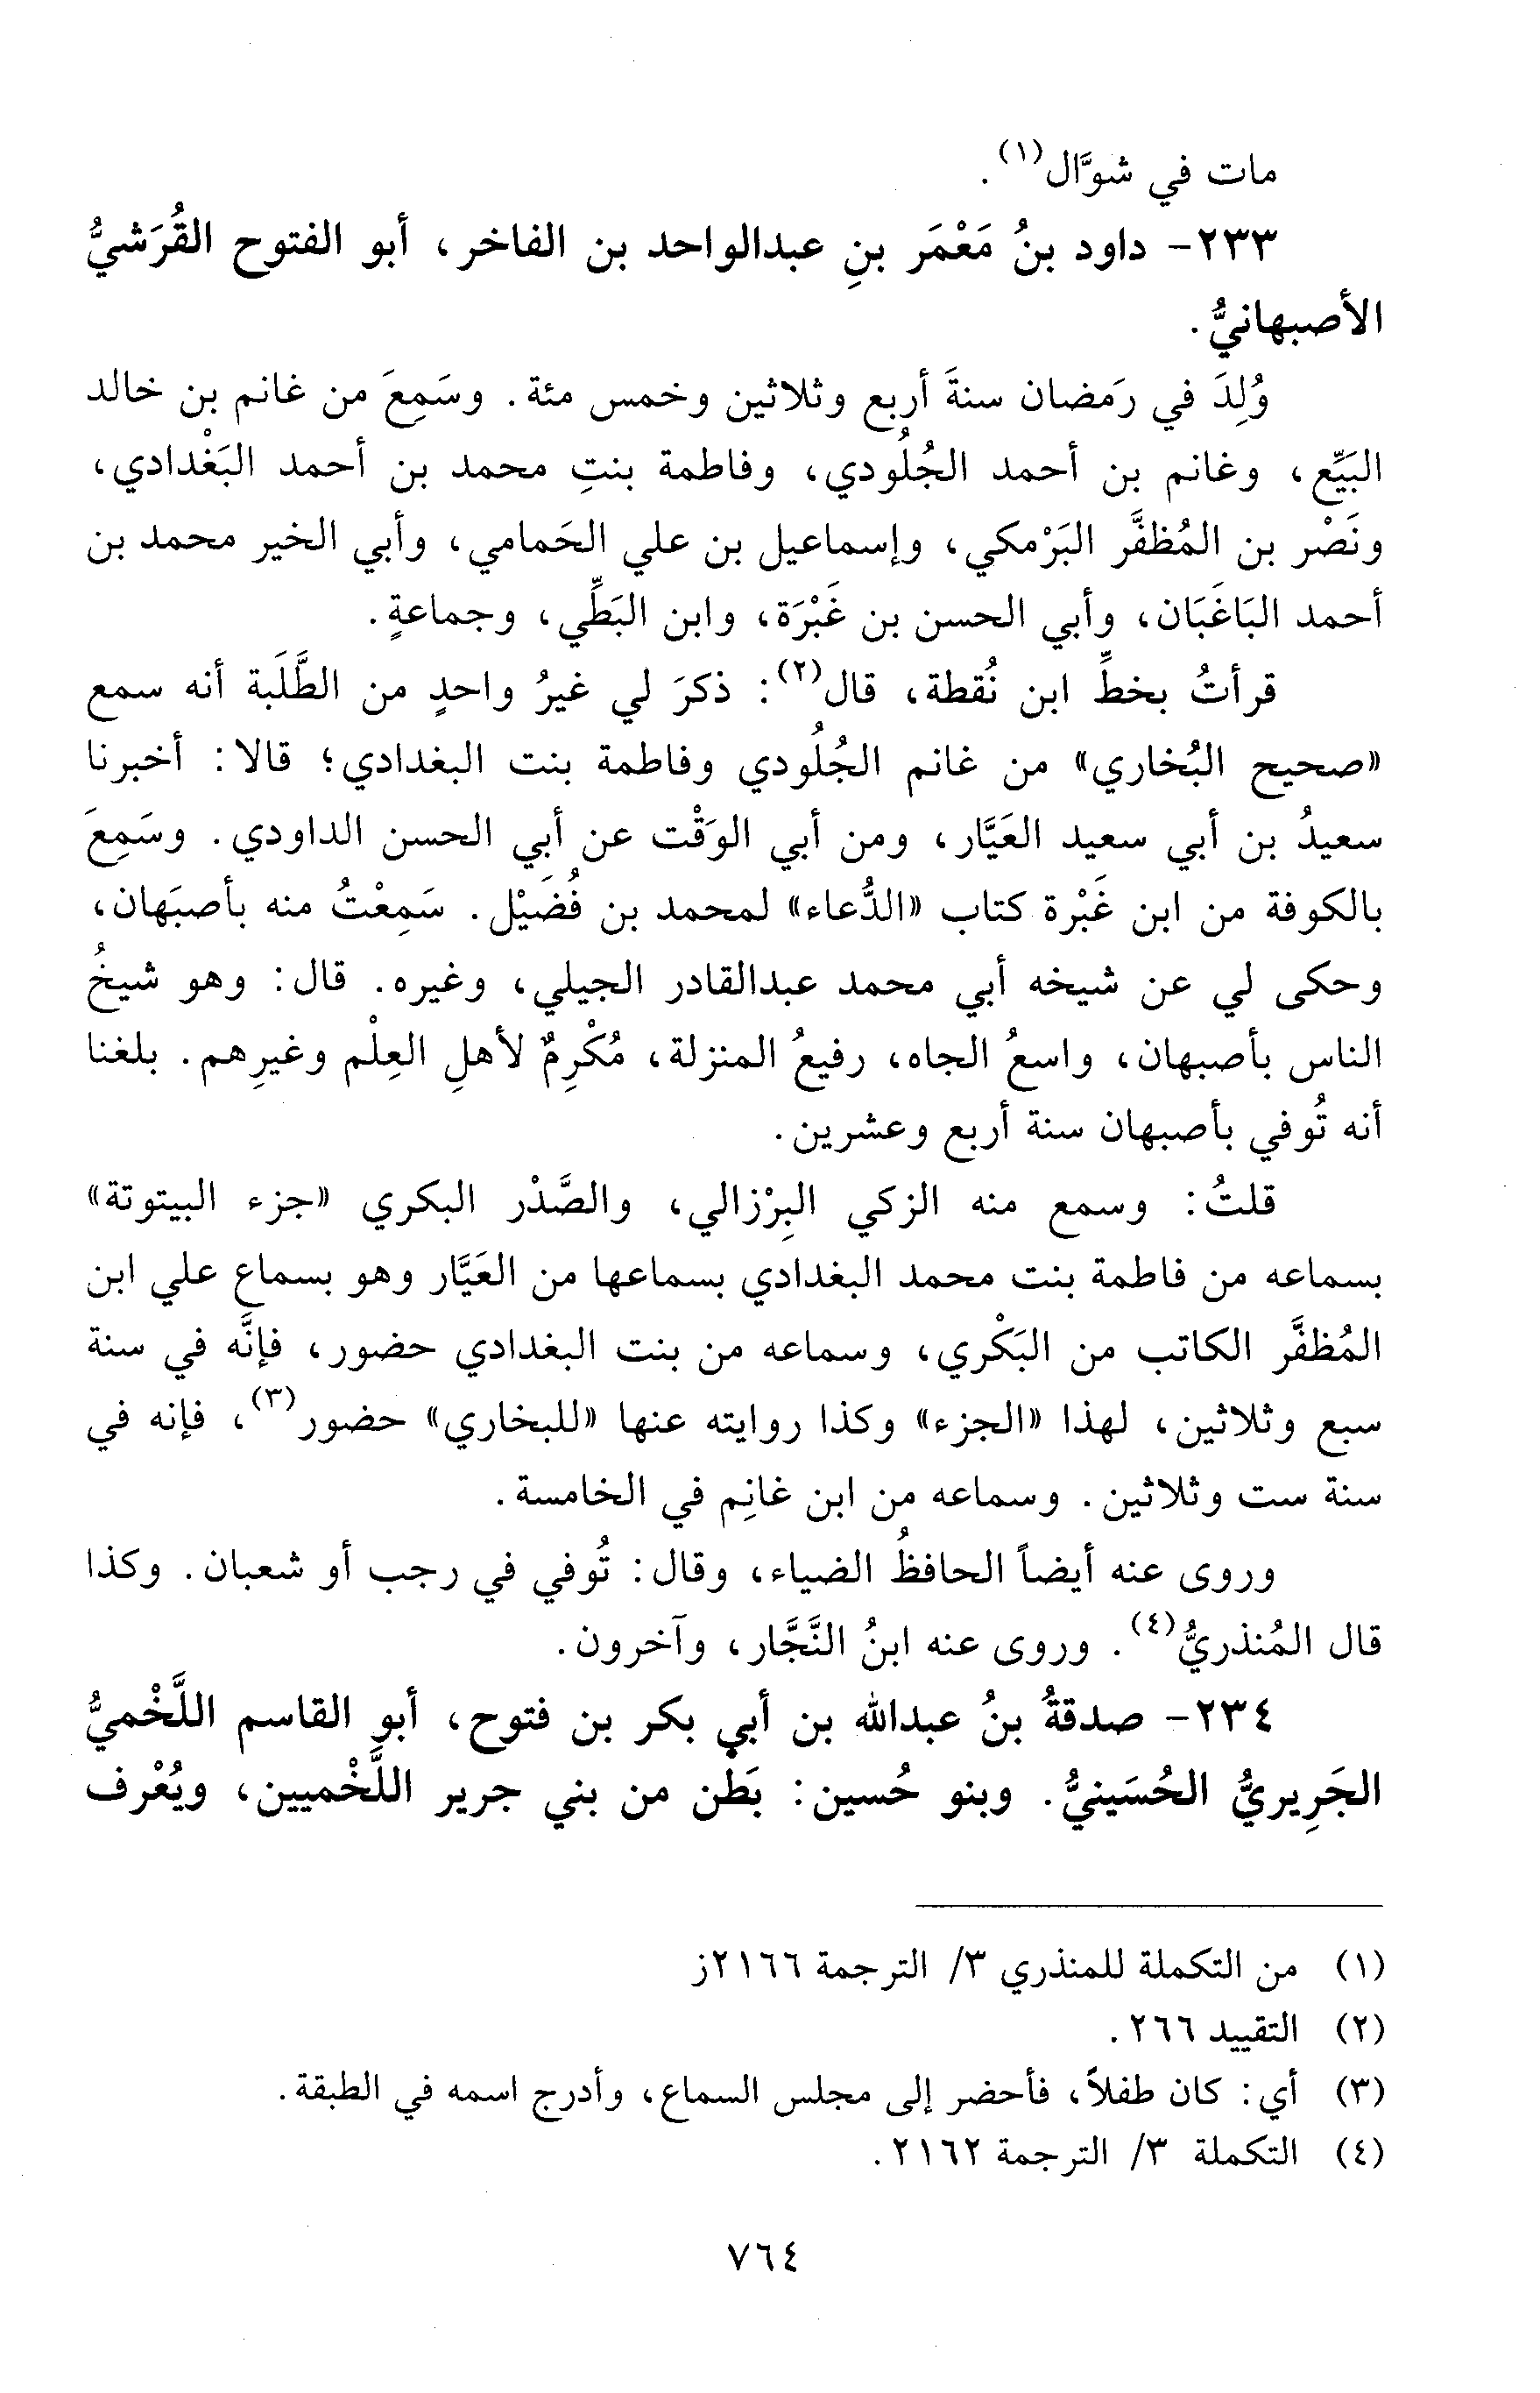 مات في شوَّال(١).
٢٣٣- داود بنُ مَعْمَر بنِ عبدالواحد بن الفاخر، أبو الفتوح القُرَشيُّ
الأصبهانيُّ.
وُلِدَ في رَمَضان سنةَ أربع وثلاثين وخمس مئة. وسَمِعَ من غانم بن خالد
البَيِّع، وغانم بن أحمد الجُلُودي، وفاطمة بنتِ محمد بن أحمد البَغْدادي،
ونَصْر بن المُظفَّر البَرْمكي، وإسماعيل بن علي الحَمامي، وأبي الخير محمد بن
أحمد البَاغَبَان، وأبي الحسن بن غَبْرَة، وابن البَطِّي، وجماعةٍ.
قرأتُ بخطِّ ابن نُقطة، قال(٢): ذكرَ لي غيرُ واحدٍ من الطَّلَبة أنه سمع
«صحيح البُخاري» من غانم الجُلُودي وفاطمة بنت البغدادي؛ قالا: أخبرنا
سعيدُ بن أبي سعيد العَيَّار، ومن أبي الوَقْت عن أبي الحسن الداودي. وسَمِعَ
بالكوفة من ابن غَبْرة كتاب «الدُّعاء» لمحمد بن فُضَيْل. سَمِعْتُ منه بأصبَهان،
وحكى لي عن شيخه أبي محمد عبدالقادر الجيلي، وغيره. قال: وهو شيخُ
الناس بأصبهان، واسعُ الجاه، رفيعُ المنزلة، مُكْرِمٌ لأهلِ العِلْم وغيرِهم. بلغنا
أنه تُوفي بأصبهان سنة أربع وعشرين.
قلتُ: وسمع منه الزكي البِرْزالي، والصَّدْر البكري «جزء البيتوتة»
بسماعه من فاطمة بنت محمد البغدادي بسماعها من العَيَّار وهو بسماع علي ابن
المُظفَّر الكاتب من البَكْري، وسماعه من بنت البغدادي حضور، فإنَّه في سنة
سبع وثلاثين، لهذا «الجزء» وكذا روايته عنها «للبخاري» حضور(٣)، فإنه في
سنة ست وثلاثين. وسماعه من ابن غانِم في الخامسة.
وروى عنه أيضاً الحافظُ الضياء، وقال: تُوفي في رجب أو شعبان. وكذا
قال المُنذريُّ(٤). وروى عنه ابنُ النَّجَّار، وآخرون.
٢٣٤- صدقةُ بنُ عبدالله بن أبي بكر بن فتوح، أبو القاسم اللَّخْميُّ
الجَرِيريُّ الحُسَينيُّ. وبنو حُسين: بَطْن من بني جرير اللَّخْميين، ويُعْرف
(١) من التكملة للمنذري ٣/ الترجمة ٢١٦٦ز
(٢) التقييد ٢٦٦.
(٣) أي: كان طفلاً، فأحضر إلى مجلس السماع، وأدرج اسمه في الطبقة.
(٤) التكملة ٣/ الترجمة ٢١٦٢.
٧٦٤